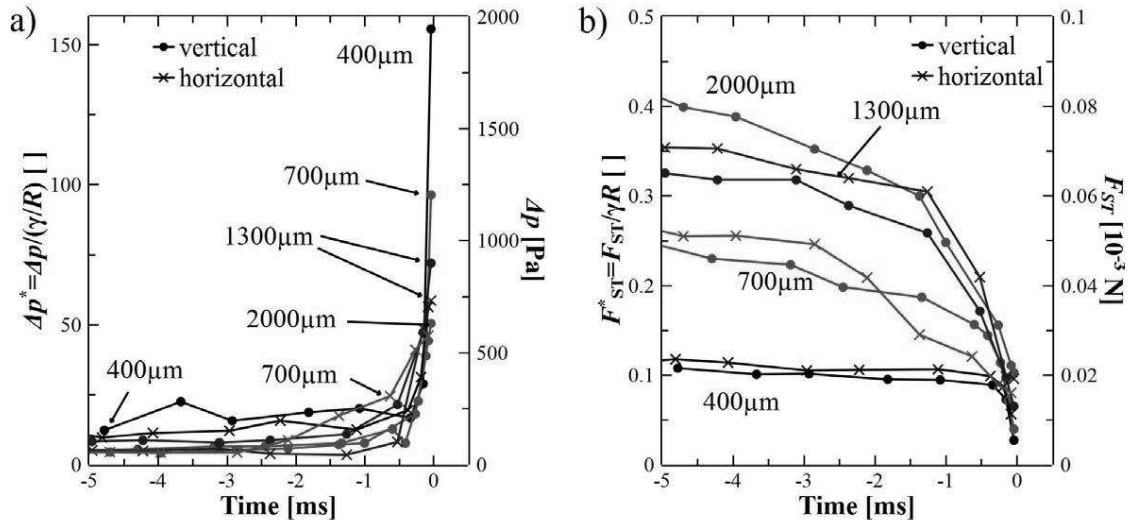 a)
vertical
horizontal
400µm
700µm
1300µm
2000µm
700µm
400µm
150
100
50
0
Δp*=Δp/(γ/R) [ ]
2000
1500
1000
500
0
Δp [Pa]
-5 -4 -3 -2 -1 0
Time [ms]
b)
vertical
horizontal
2000µm
1300µm
700µm
400µm
0.5
0.4
0.3
0.2
0.1
0
F*ST=FST/γR [ ]
0.1
0.08
0.06
0.04
0.02
0
FST [10-3 N]
-5 -4 -3 -2 -1 0
Time [ms]